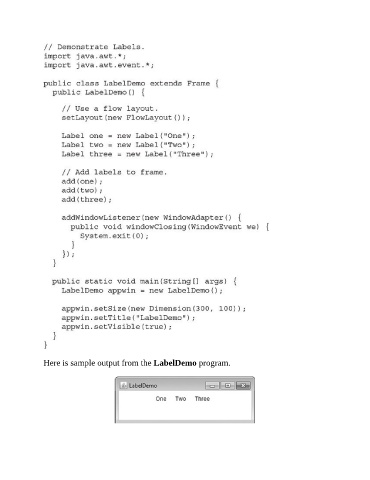 // Demonstrate Labels.
import java.awt.*;
import java.awt.event.*;
public class LabelDemo extends Frame {
public LabelDemo() {
// Use a flow layout.
setLayout(new FlowLayout());
Label one = new Label("One");
Label two = new Label("Two");
Label three = new Label("Three");
// Add labels to frame.
add(one);
add(two);
add(three);
addWindowListener(new WindowAdapter() {
public void windowClosing(WindowEvent we) {
System.exit(0);
}
});
}
public static void main(String[] args) {
LabelDemo appwin = new LabelDemo();
appwin.setSize(new Dimension(300, 100));
appwin.setTitle("LabelDemo");
appwin.setVisible(true);
}
}
Here is sample output from the LabelDemo program.
LabelDemo
One Two Three